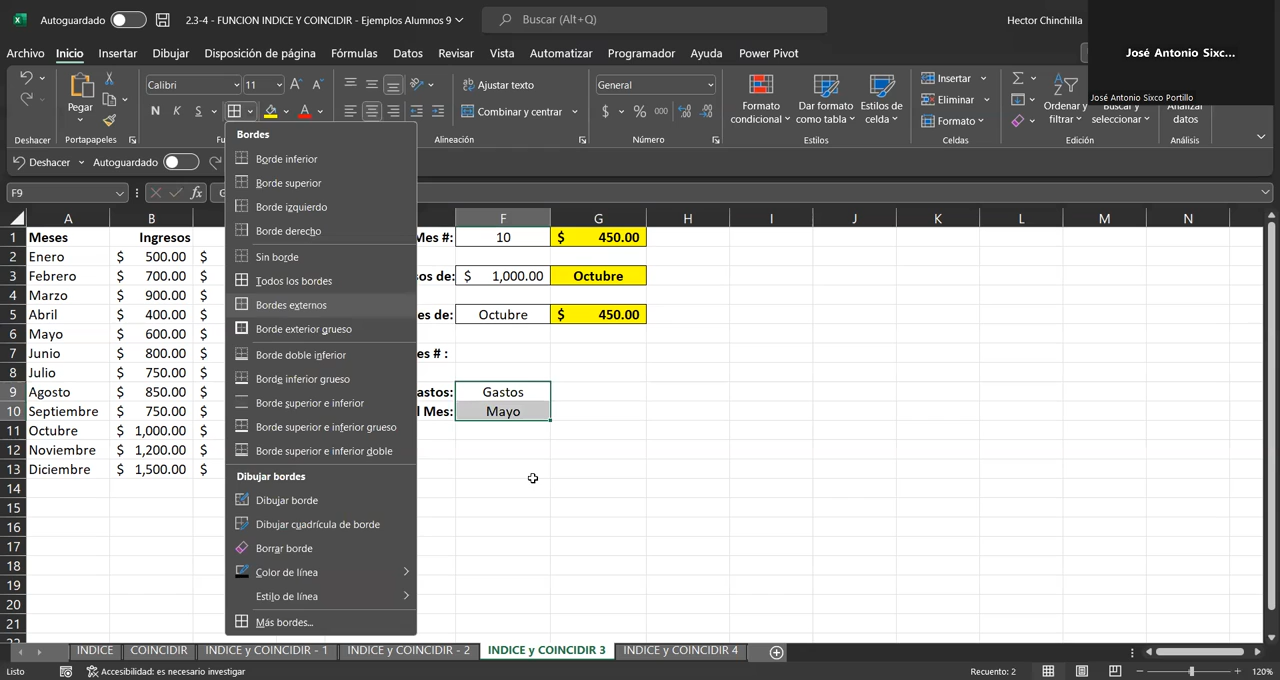 Autoguardado 2.3-4 - FUNCION INDICE Y COINCIDIR - Ejemplos Alumnos 9 Buscar (Alt+Q) Hector Chinchilla
José Antonio Sixc...
José Antonio Sixco Portillo
Archivo Inicio Insertar Dibujar Disposición de página Fórmulas Datos Revisar Vista Automatizar Programador Ayuda Power Pivot
Pegar Calibri 11 Ajustar texto General Insertar
N K S Combinar y centrar $ % 000 Eliminar
Formato condicional Dar formato como tabla Estilos de celda Formato Ordenar y filtrar seleccionar datos
Deshacer Portapapeles Alineación Número Estilos Celdas Edición Análisis
Deshacer Autoguardado
F9 fx
Bordes
Borde inferior
Borde superior
Borde izquierdo
Borde derecho
Sin borde
Todos los bordes
Bordes externos
Borde exterior grueso
Borde doble inferior
Borde inferior grueso
Borde superior e inferior
Borde superior e inferior grueso
Borde superior e inferior doble
Dibujar bordes
Dibujar borde
Dibujar cuadrícula de borde
Borrar borde
Color de línea
Estilo de línea
Más bordes...
A B F G H I J K L M N
1 Meses Ingresos Mes #: 10 $ 450.00
2 Enero $ 500.00 $
3 Febrero $ 700.00 $ os de: $ 1,000.00 Octubre
4 Marzo $ 900.00 $
5 Abril $ 400.00 $ es de: Octubre $ 450.00
6 Mayo $ 600.00 $
7 Junio $ 800.00 $ es # :
8 Julio $ 750.00 $
9 Agosto $ 850.00 $ astos: Gastos
10 Septiembre $ 750.00 $ l Mes: Mayo
11 Octubre $ 1,000.00 $
12 Noviembre $ 1,200.00 $
13 Diciembre $ 1,500.00 $
14
15
16
17
18
19
20
21
INDICE COINCIDIR INDICE y COINCIDIR - 1 INDICE y COINCIDIR - 2 INDICE y COINCIDIR 3 INDICE y COINCIDIR 4
Listo Accesibilidad: es necesario investigar Recuento: 2 120%